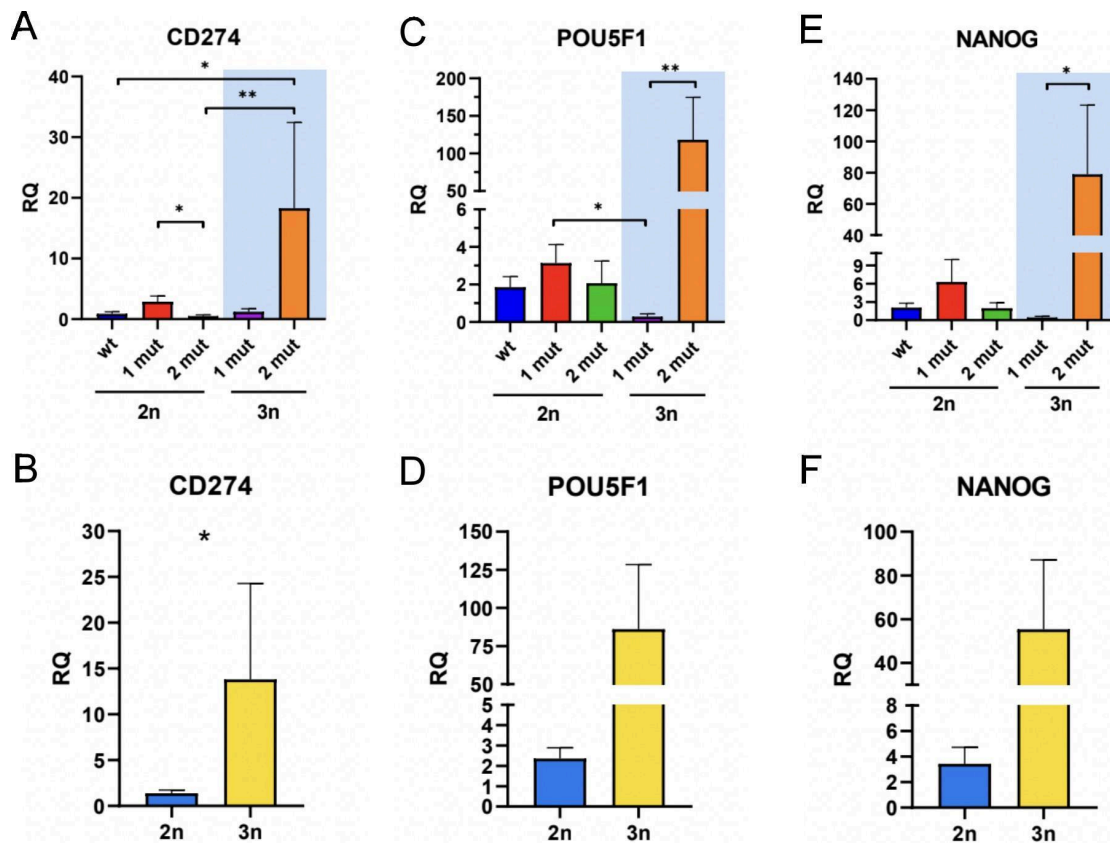 A
CD274
RQ
40
30
20
10
0
*
**
*
wt
1 mut
2 mut
1 mut
2 mut
2n
3n
C
POU5F1
RQ
200
150
100
50
6
4
2
0
**
*
wt
1 mut
2 mut
1 mut
2 mut
2n
3n
E
NANOG
RQ
140
120
100
80
60
40
9
6
3
0
*
wt
1 mut
2 mut
1 mut
2 mut
2n
3n
B
CD274
RQ
30
25
20
15
10
5
0
*
2n
3n
D
POU5F1
RQ
150
125
100
75
50
5
4
3
2
1
0
2n
3n
F
NANOG
RQ
100
80
60
40
8
6
4
2
0
2n
3n